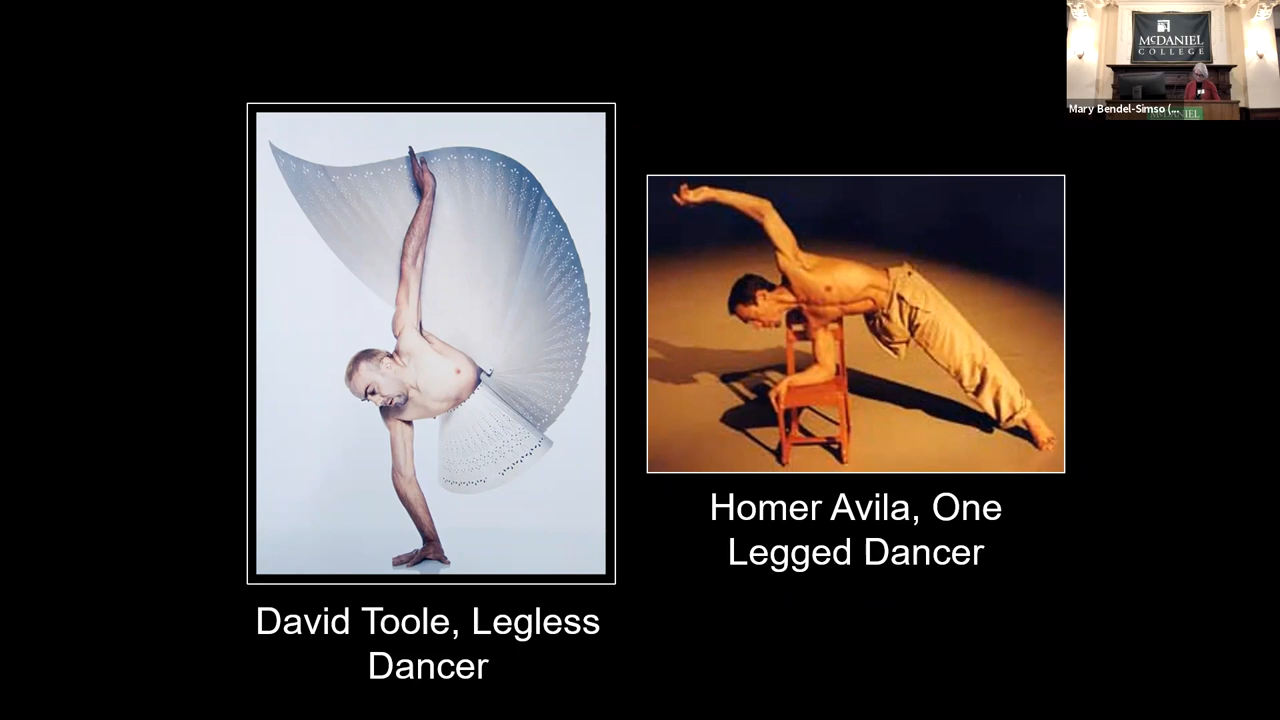 McDANIEL
COLLEGE
Mary Bendel-Simso (...
David Toole, Legless
Dancer
Homer Avila, One
Legged Dancer